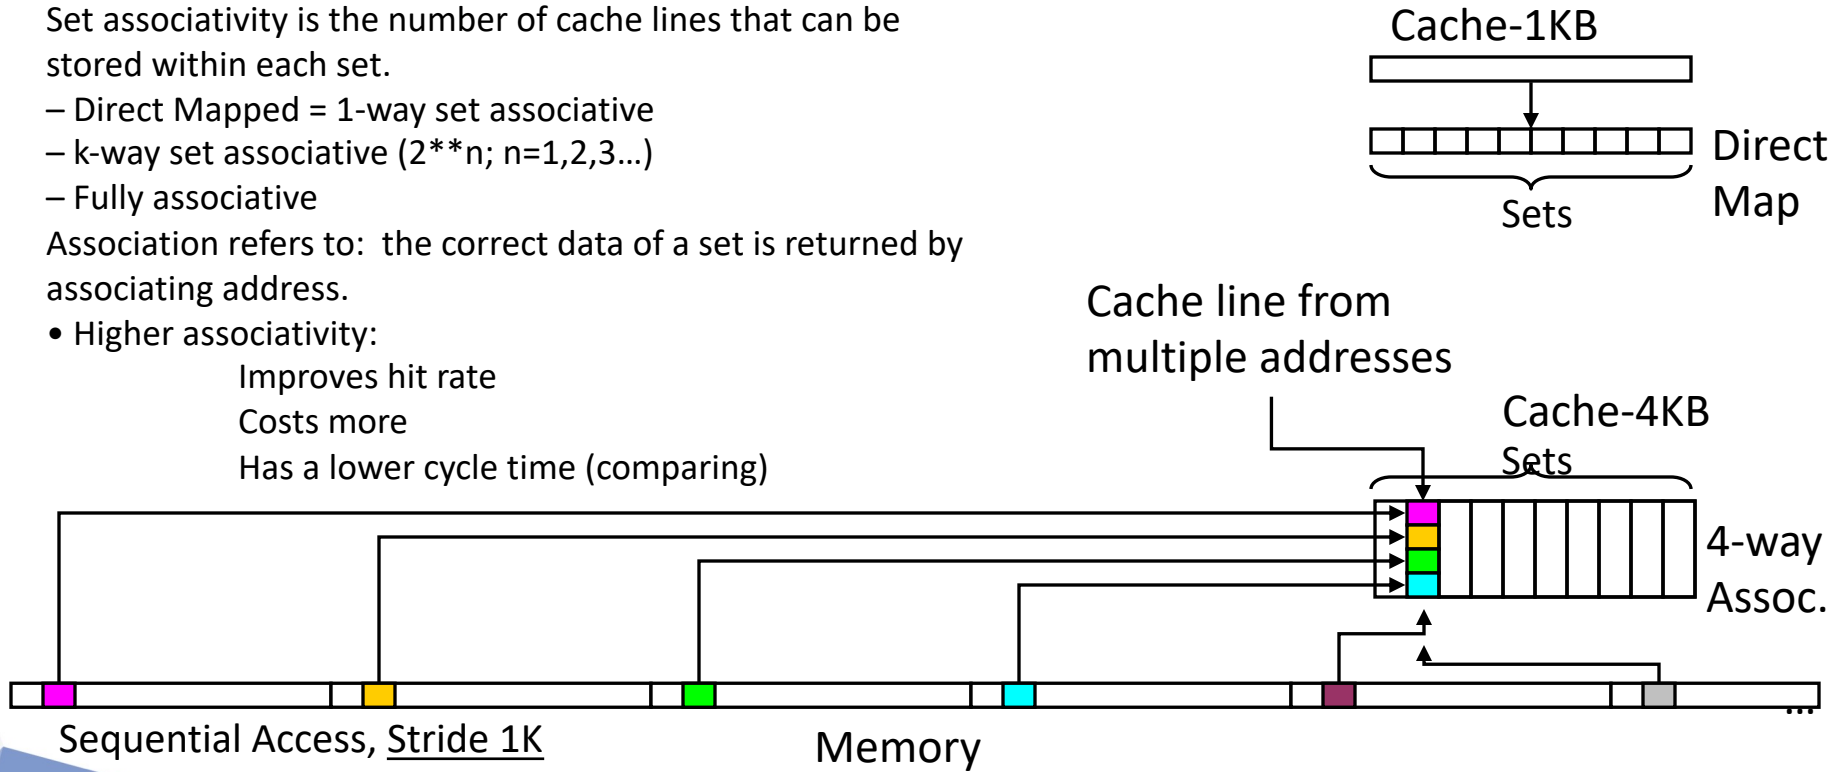 Set associativity is the number of cache lines that can be
stored within each set.
– Direct Mapped = 1-way set associative
– k-way set associative (2**n; n=1,2,3…)
– Fully associative
Association refers to:  the correct data of a set is returned by
associating address.
• Higher associativity:
Improves hit rate
Costs more
Has a lower cycle time (comparing)
Cache-1KB
Direct
Map
Sets
Cache line from
multiple addresses
Cache-4KB
Sets
4-way
Assoc.
...
Sequential Access, Stride 1K
Memory